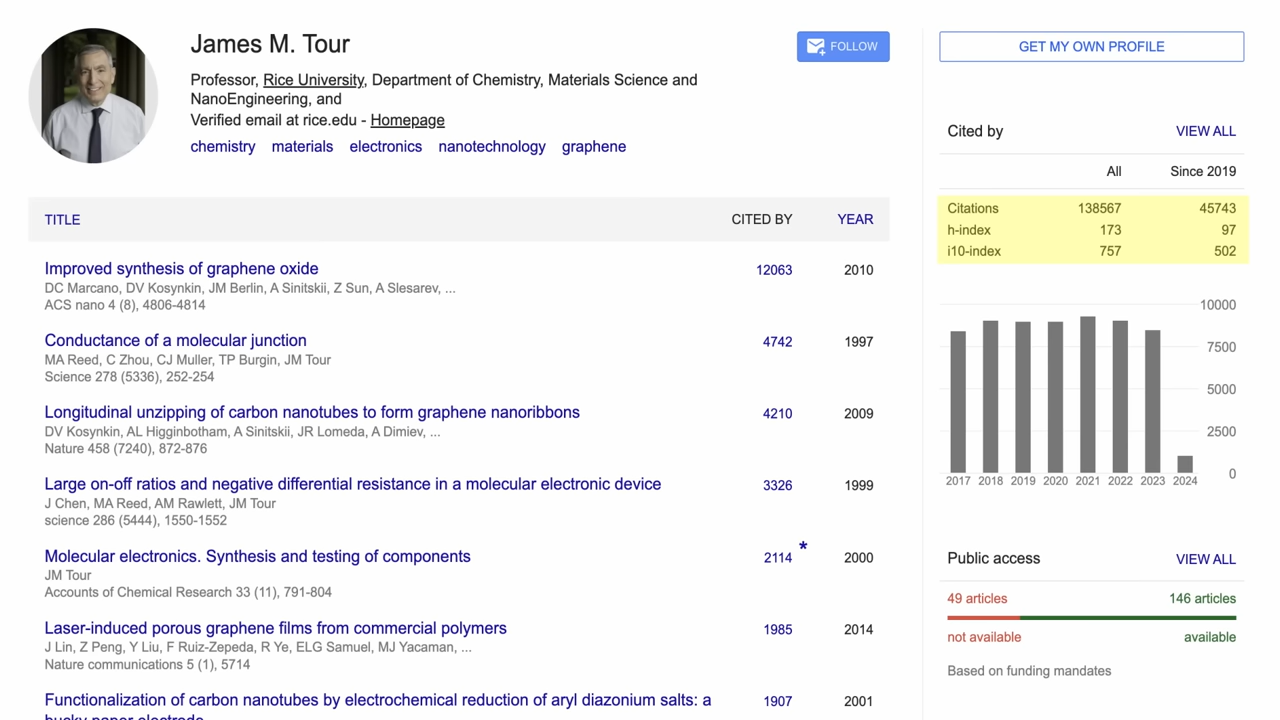 James M. Tour
FOLLOW
Professor, Rice University, Department of Chemistry, Materials Science and
NanoEngineering, and
Verified email at rice.edu - Homepage
chemistry materials electronics nanotechnology graphene
TITLE CITED BY YEAR
Improved synthesis of graphene oxide 12063 2010
DC Marcano, DV Kosynkin, JM Berlin, A Sinitskii, Z Sun, A Slesarev, ...
ACS nano 4 (8), 4806-4814
Conductance of a molecular junction 4742 1997
MA Reed, C Zhou, CJ Muller, TP Burgin, JM Tour
Science 278 (5336), 252-254
Longitudinal unzipping of carbon nanotubes to form graphene nanoribbons 4210 2009
DV Kosynkin, AL Higginbotham, A Sinitskii, JR Lomeda, A Dimiev, ...
Nature 458 (7240), 872-876
Large on-off ratios and negative differential resistance in a molecular electronic device 3326 1999
J Chen, MA Reed, AM Rawlett, JM Tour
science 286 (5444), 1550-1552
Molecular electronics. Synthesis and testing of components 2114 * 2000
JM Tour
Accounts of Chemical Research 33 (11), 791-804
Laser-induced porous graphene films from commercial polymers 1985 2014
J Lin, Z Peng, Y Liu, F Ruiz-Zepeda, R Ye, ELG Samuel, MJ Yacaman, ...
Nature communications 5 (1), 5714
Functionalization of carbon nanotubes by electrochemical reduction of aryl diazonium salts: a 1907 2001
bucky paper electrode
GET MY OWN PROFILE
Cited by VIEW ALL
All Since 2019
Citations 138567 45743
h-index 173 97
i10-index 757 502
10000
7500
5000
2500
0
2017 2018 2019 2020 2021 2022 2023 2024
Public access VIEW ALL
49 articles 146 articles
not available available
Based on funding mandates